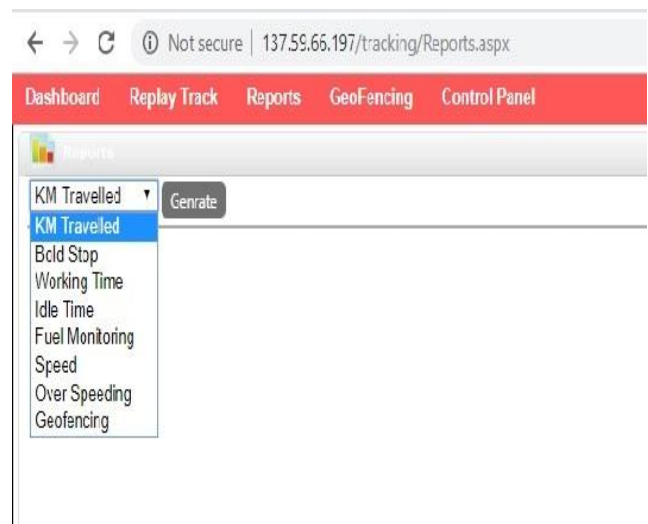 Not secure | 137.59.66.197/tracking/Reports.aspx
Dashboard Replay Track Reports GeoFencing Control Panel
Reports
KM Travelled Genrate
KM Travelled
Bold Stop
Working Time
Idle Time
Fuel Monitoring
Speed
Over Speeding
Geofencing